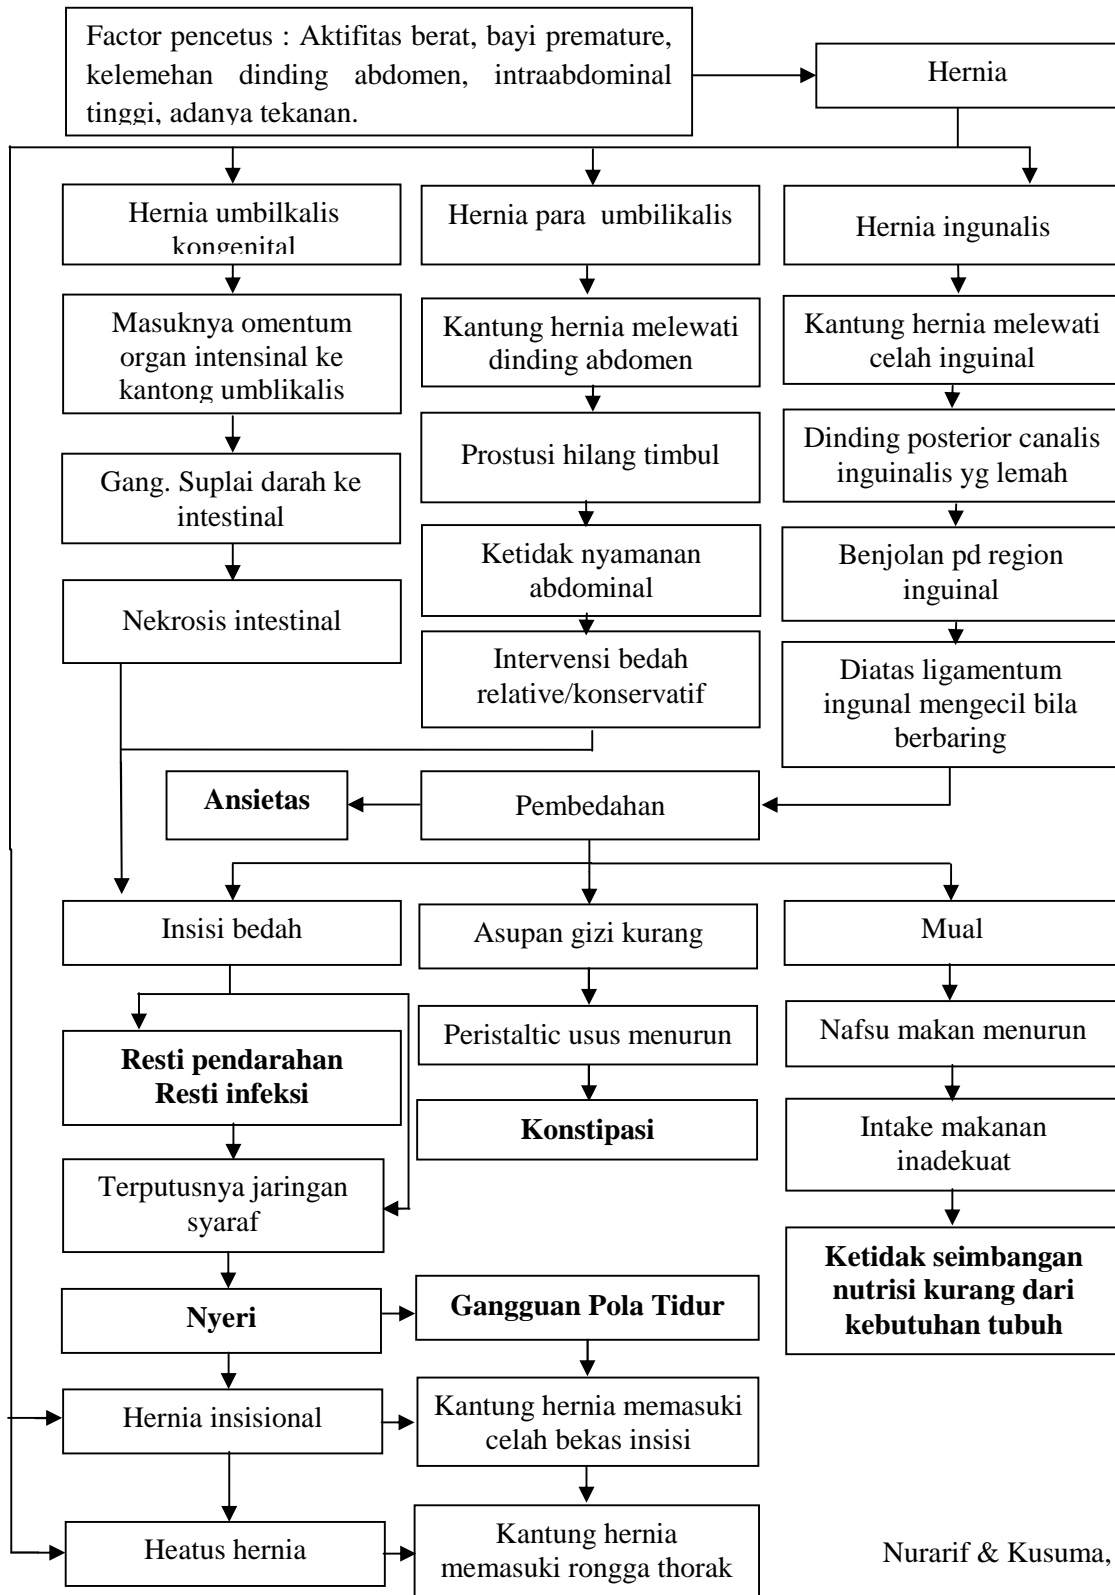 Factor pencetus : Aktifitas berat, bayi premature,
kelemehan dinding abdomen, intraabdominal
tinggi, adanya tekanan.
Hernia
Hernia umbilkalis
kongenital
Hernia para umbilikalis
Hernia ingunalis
Masuknya omentum
organ intensinal ke
kantong umblikalis
Kantung hernia melewati
dinding abdomen
Kantung hernia melewati
celah inguinal
Gang. Suplai darah ke
intestinal
Prostusi hilang timbul
Dinding posterior canalis
inguinalis yg lemah
Nekrosis intestinal
Ketidak nyamanan
abdominal
Benjolan pd region
inguinal
Intervensi bedah
relative/konservatif
Diatas ligamentum
ingunal mengecil bila
berbaring
Ansietas
Pembedahan
Insisi bedah
Asupan gizi kurang
Mual
Resti pendarahan
Resti infeksi
Peristaltic usus menurun
Nafsu makan menurun
Konstipasi
Intake makanan
inadekuat
Terputusnya jaringan
syaraf
Ketidak seimbangan
nutrisi kurang dari
kebutuhan tubuh
Nyeri
Gangguan Pola Tidur
Hernia insisional
Kantung hernia memasuki
celah bekas insisi
Heatus hernia
Kantung hernia
memasuki rongga thorak
Nurarif & Kusuma,